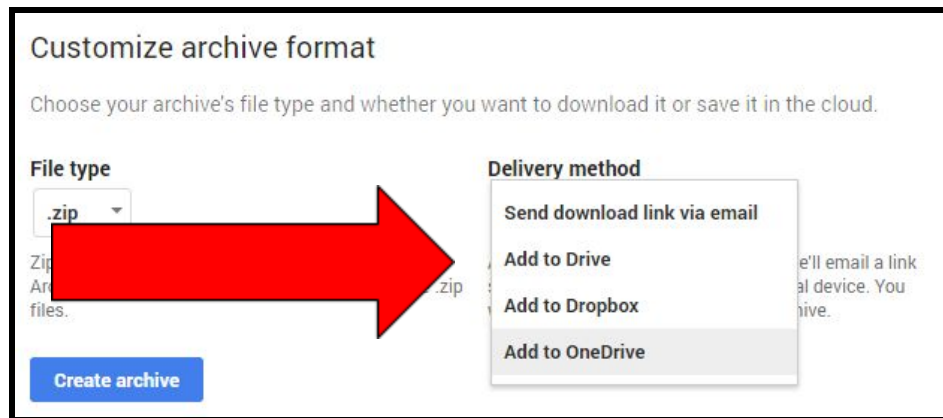 Customize archive format
Choose your archive's file type and whether you want to download it or save it in the cloud.
File type
.zip
Zip
.zip
files.
Create archive
Delivery method
Send download link via email
Add to Drive
Add to Dropbox
Add to OneDrive
e'll email a link
al device. You
hive.